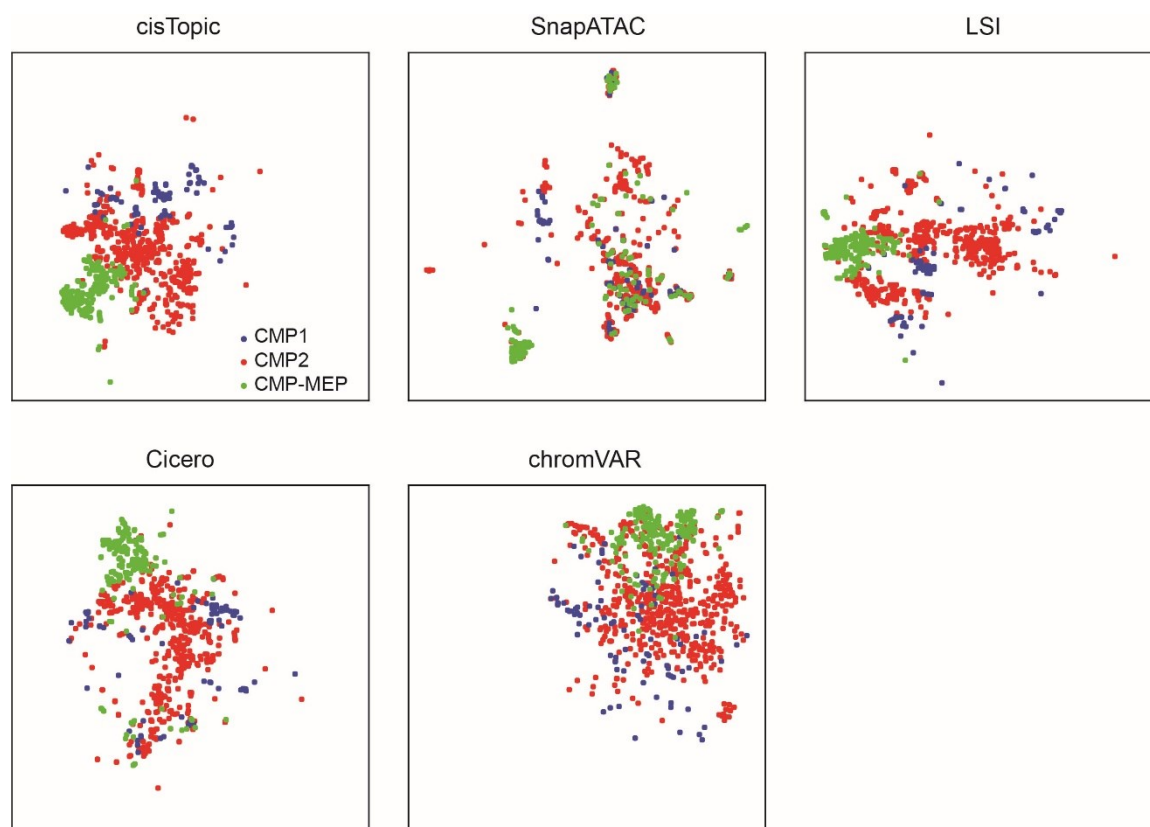 cisTopic
SnapATAC
LSI
CMP1
CMP2
CMP-MEP
Cicero
chromVAR